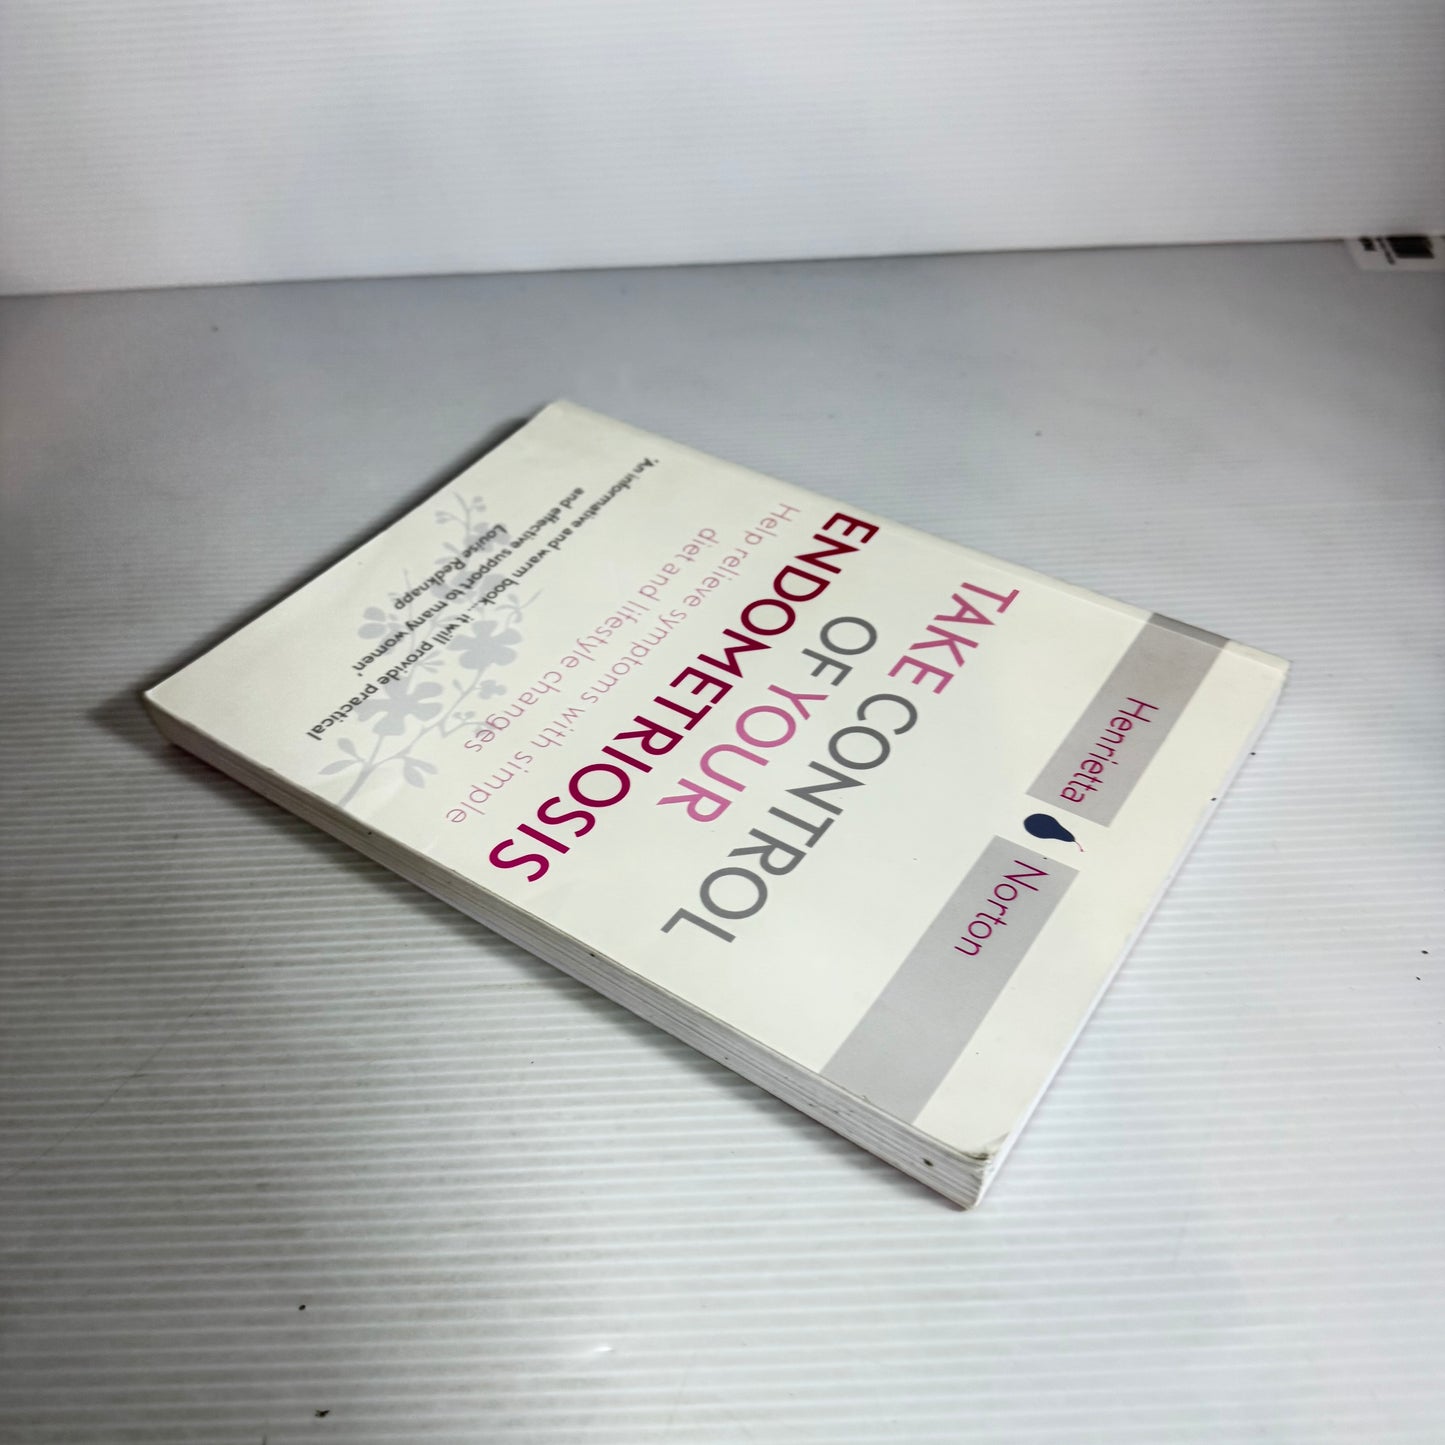 Henrietta Norton
TAKE CONTROL
OF YOUR
ENDOMETRIOSIS
Help relieve symptoms with simple
diet and lifestyle changes
'An informative and warm book... it will provide practical
and effective support to many women'
Louise Redknapp